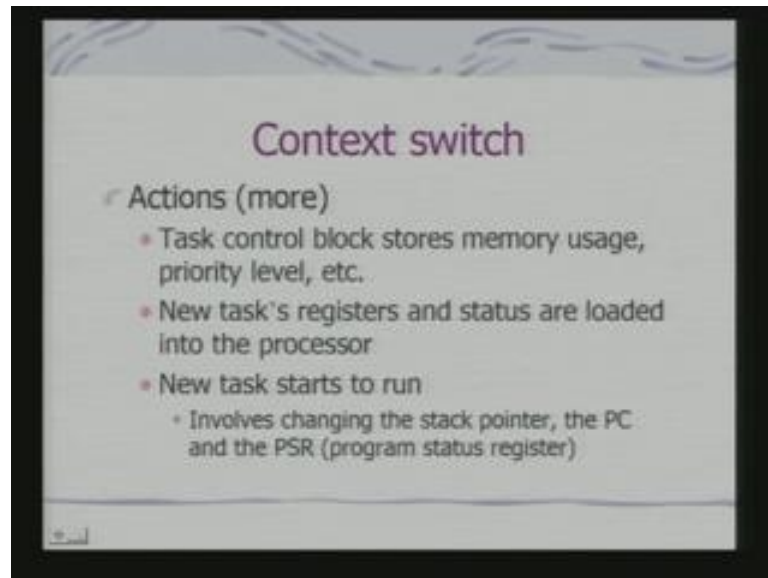 Context switch
Actions (more)
Task control block stores memory usage,
priority level, etc.
New task's registers and status are loaded
into the processor
New task starts to run
Involves changing the stack pointer, the PC
and the PSR (program status register)